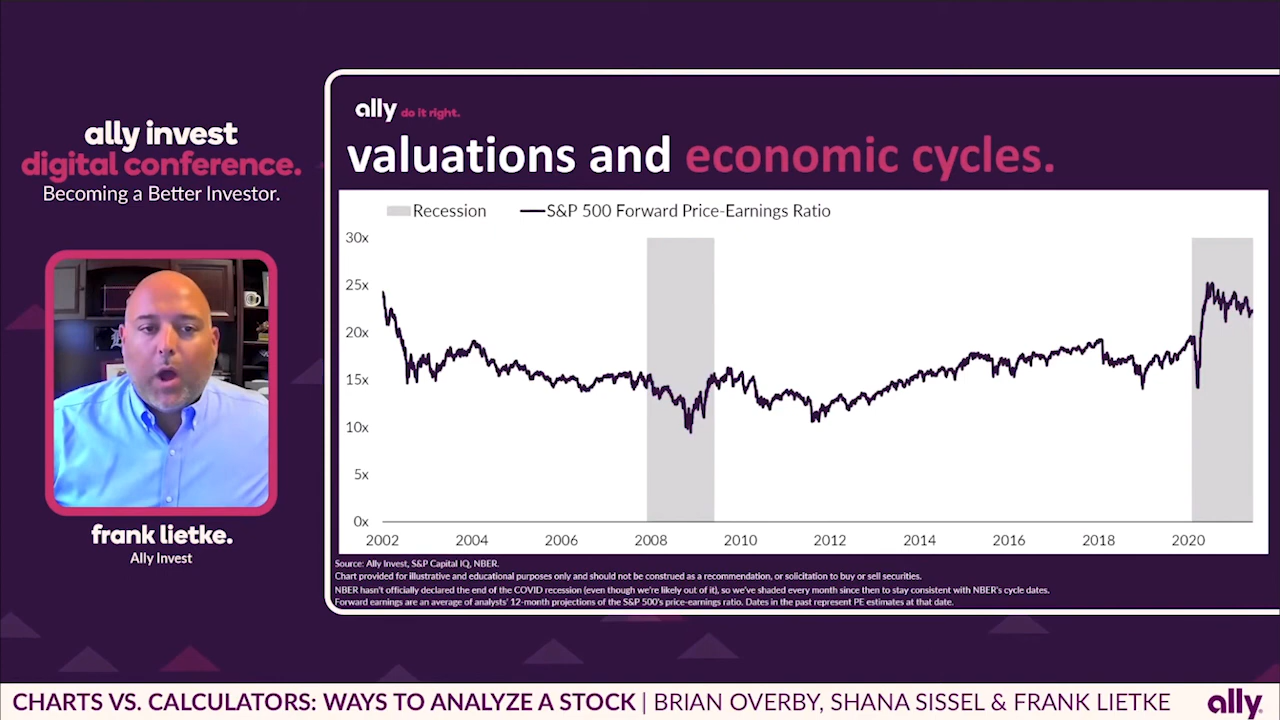 ally invest
digital conference.
Becoming a Better Investor.
frank lietke.
Ally Invest
ally do it right.
valuations and economic cycles.
Recession
S&P 500 Forward Price-Earnings Ratio
30x
25x
20x
15x
10x
5x
0x
2002 2004 2006 2008 2010 2012 2014 2016 2018 2020
Source: Ally Invest, S&P Capital IQ, NBER.
Chart provided for illustrative and educational purposes only and should not be construed as a recommendation, or solicitation to buy or sell securities.
NBER hasn't officially declared the end of the COVID recession (even though we're likely out of it), so we've shaded every month since then to stay consistent with NBER's cycle dates.
Forward earnings are an average of analysts' 12-month projections of the S&P 500's price-earnings ratio. Dates in the past represent PE estimates at that date.
CHARTS VS. CALCULATORS: WAYS TO ANALYZE A STOCK | BRIAN OVERBY, SHANA SISSEL & FRANK LIETKE
ally